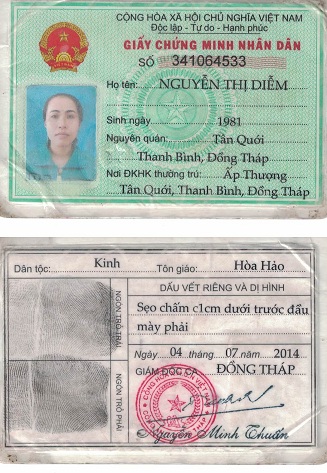 CỘNG HÒA XÃ HỘI CHỦ NGHĨA VIỆT NAM
Độc lập - Tự do - Hạnh phúc
GIẤY CHỨNG MINH NHÂN DÂN
SỐ 341064533
Họ tên: NGUYỄN THỊ DIỄM
Sinh ngày 1981
Nguyên quán: Tân Quới
Thanh Bình, Đồng Tháp
Nơi ĐKHK thường trú: Ấp Thượng
Tân Quới, Thanh Bình, Đồng Tháp
Dân tộc: Kinh Tôn giáo: Hòa Hảo
NGÓN TRỎ TRÁI
NGÓN TRỎ PHẢI
DẤU VẾT RIÊNG VÀ DỊ HÌNH
Sẹo chấm c1cm dưới trước đầu
mày phải
Ngày 04 tháng 07 năm 2014
GIÁM ĐỐC CA ĐỒNG THÁP
Nguyễn Minh Thuấn